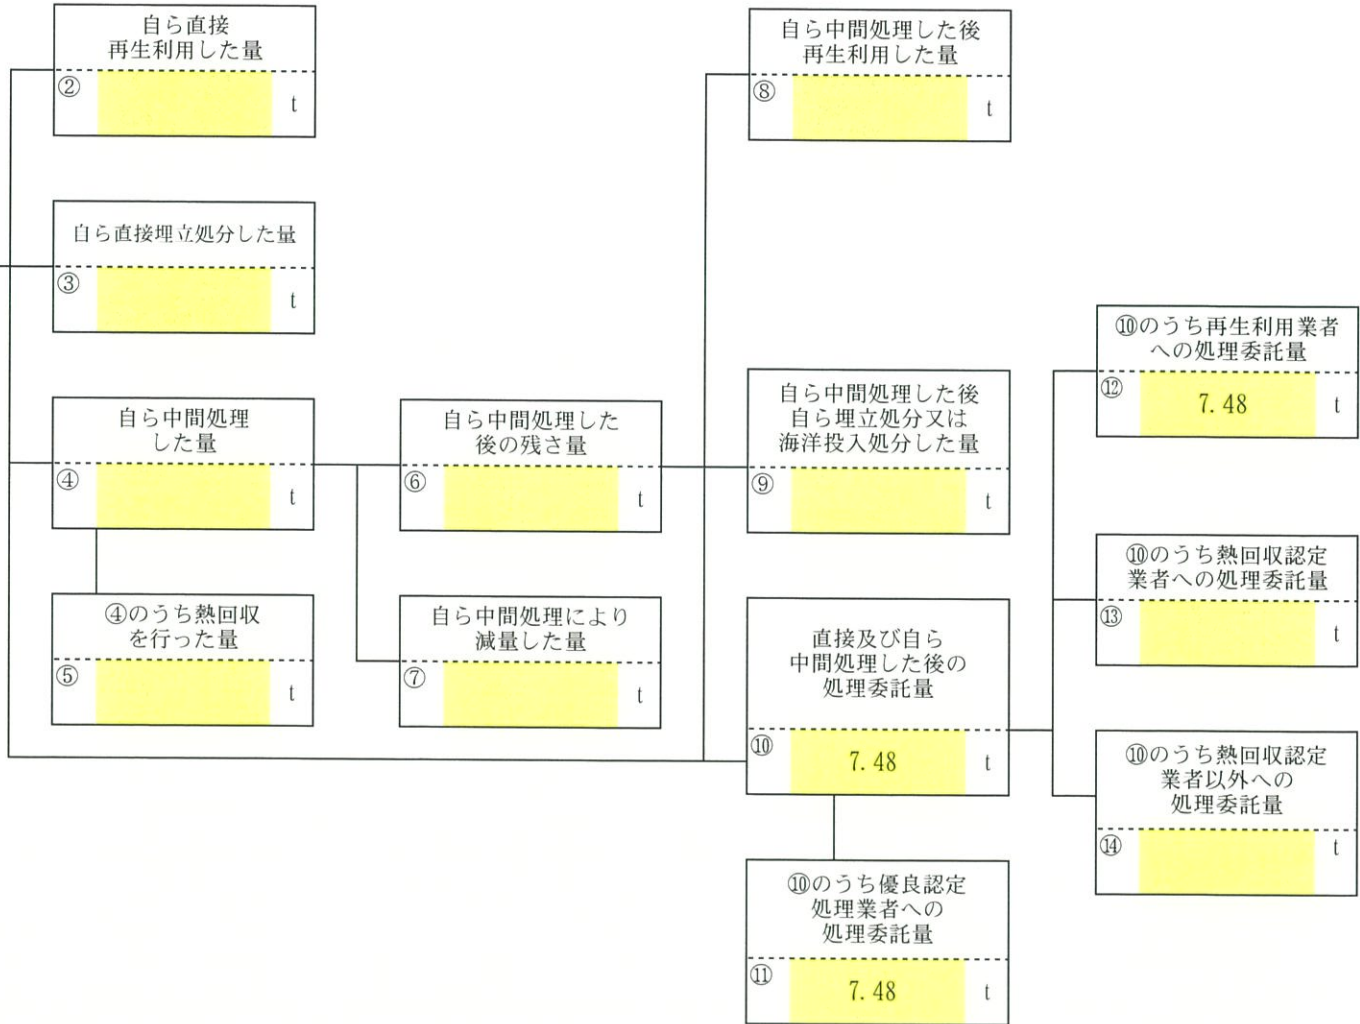 自ら直接
再生利用した量
② t
自ら直接埋立処分した量
③ t
自ら中間処理
した量
④ t
④のうち熱回収
を行った量
⑤ t
自ら中間処理した
後の残さ量
⑥ t
自ら中間処理により
減量した量
⑦ t
自ら中間処理した後
再生利用した量
⑧ t
自ら中間処理した後
自ら埋立処分又は
海洋投入処分した量
⑨ t
直接及び自ら
中間処理した後の
処理委託量
⑩ 7.48 t
⑩のうち優良認定
処理業者への
処理委託量
⑪ 7.48 t
⑩のうち再生利用業者
への処理委託量
⑫ 7.48 t
⑩のうち熱回収認定
業者への処理委託量
⑬ t
⑩のうち熱回収認定
業者以外への
処理委託量
⑭ t